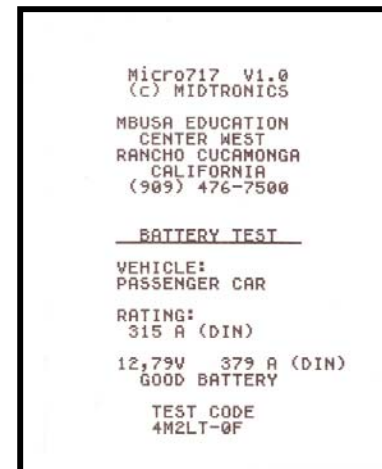 Micro717 V1.0
(c) MIDTRONICS
MBUSA EDUCATION
CENTER WEST
RANCHO CUCAMONGA
CALIFORNIA
(909) 476-7500
BATTERY TEST
VEHICLE:
PASSENGER CAR
RATING:
315 A (DIN)
12,79V 379 A (DIN)
GOOD BATTERY
TEST CODE
4M2LT-0F